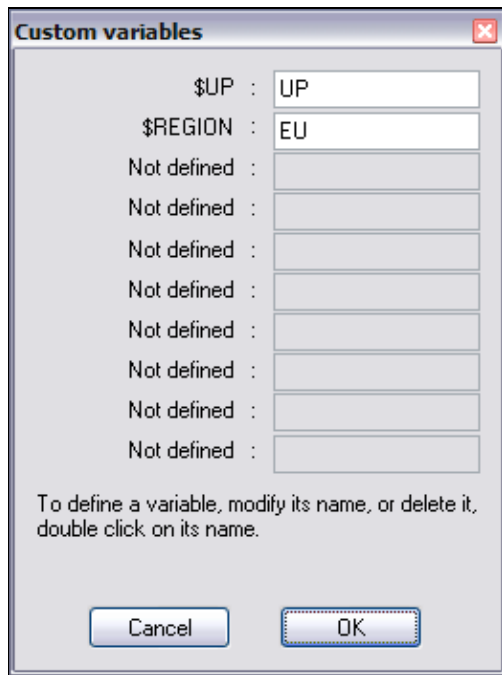 Custom variables
$UP : UP
$REGION : EU
Not defined :
Not defined :
Not defined :
Not defined :
Not defined :
Not defined :
Not defined :
Not defined :
To define a variable, modify its name, or delete it,
double click on its name.
Cancel OK